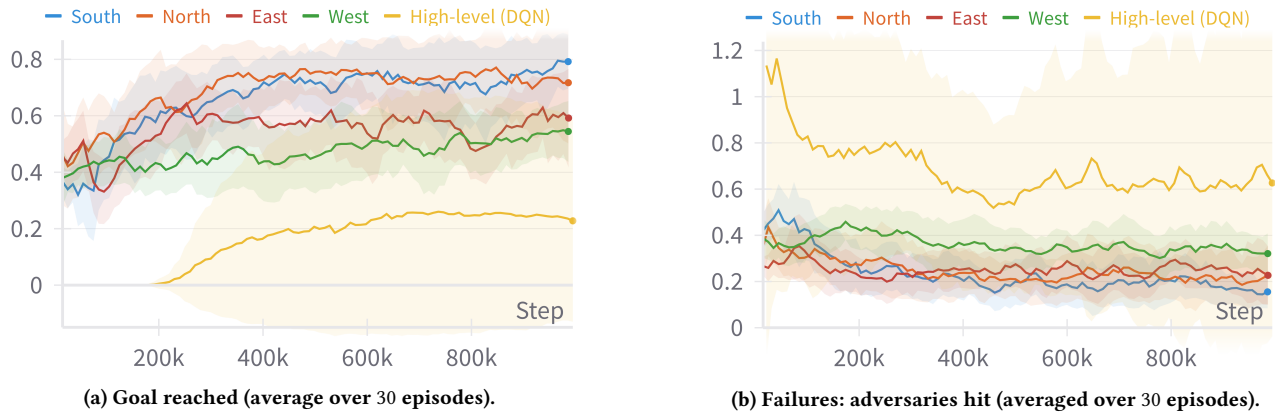 South North East West High-level (DQN)
0.8
0.6
0.4
0.2
0
Step
200k 400k 600k 800k
(a) Goal reached (average over 30 episodes).
South North East West High-level (DQN)
1.2
1
0.8
0.6
0.4
0.2
0
Step
200k 400k 600k 800k
(b) Failures: adversaries hit (averaged over 30 episodes).